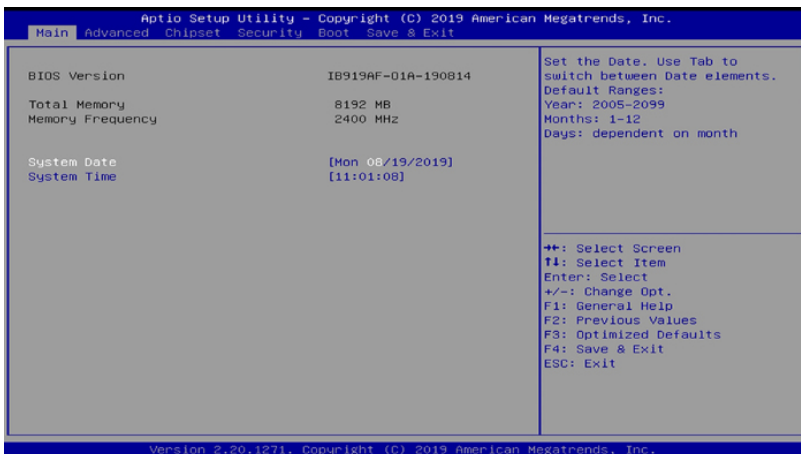 Aptio Setup Utility – Copyright (C) 2019 American Megatrends, Inc.
Main Advanced Chipset Security Boot Save & Exit
BIOS Version IB919AF-01A-190814
Total Memory 8192 MB
Memory Frequency 2400 MHz
System Date [Mon 08/19/2019]
System Time [11:01:08]
Set the Date. Use Tab to
switch between Date elements.
Default Ranges:
Year: 2005-2099
Months: 1-12
Days: dependent on month
→←: Select Screen
↑↓: Select Item
Enter: Select
+/-: Change Opt.
F1: General Help
F2: Previous Values
F3: Optimized Defaults
F4: Save & Exit
ESC: Exit
Version 2.20.1271. Copyright (C) 2019 American Megatrends, Inc.